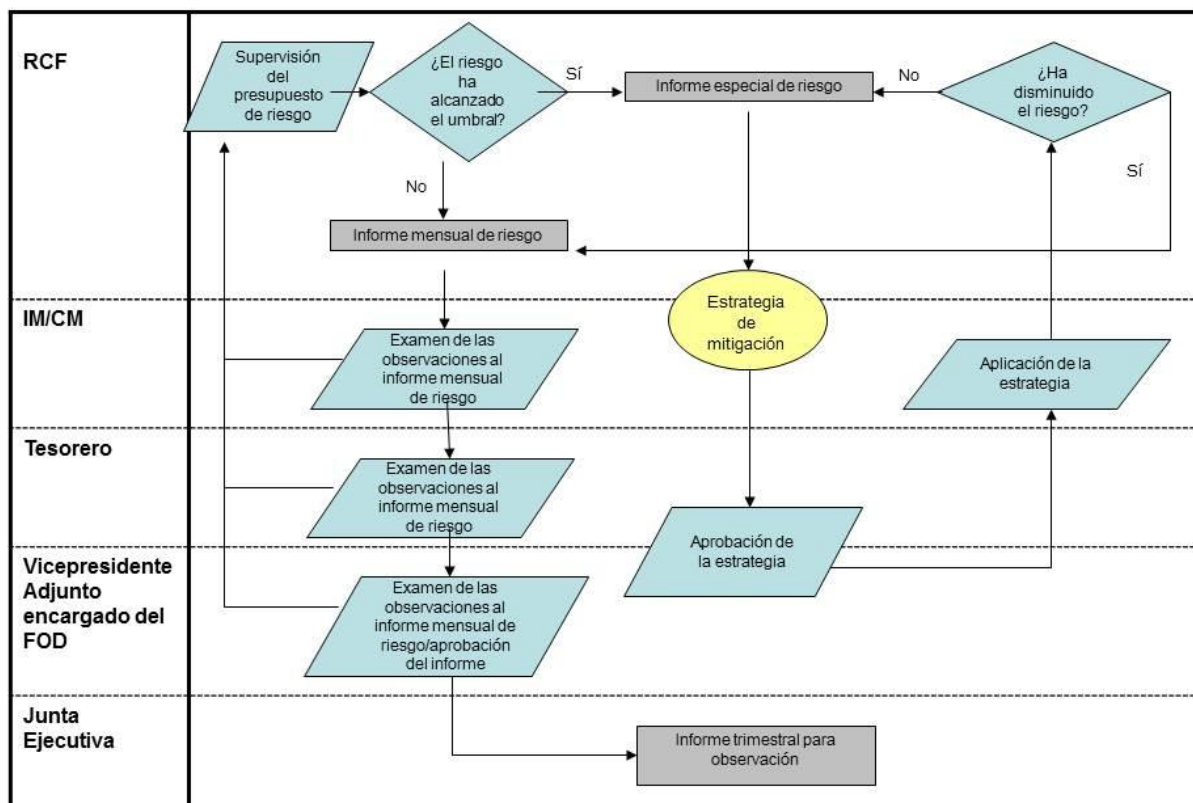 RCF
Supervisión
del
presupuesto
de riesgo
¿El riesgo
ha
alcanzado
el umbral?
Sí
Informe especial de riesgo
No
¿Ha
disminuido
el riesgo?
Sí
No
Informe mensual de riesgo
IM/CM
Examen de las
observaciones al
informe mensual
de riesgo
Estrategia
de
mitigación
Aplicación de la
estrategia
Tesorero
Examen de las
observaciones al
informe mensual
de riesgo
Aprobación de
la estrategia
Vicepresidente
Adjunto
encargado del
FOD
Examen de las
observaciones al
informe mensual de
riesgo/aprobación
del informe
Junta
Ejecutiva
Informe trimestral para
observación